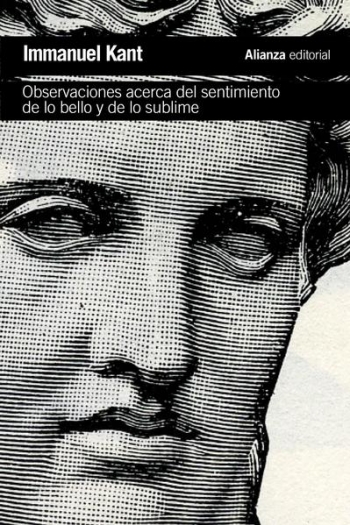 Immanuel Kant
Alianza editorial
Observaciones acerca del sentimiento
de lo bello y de lo sublime